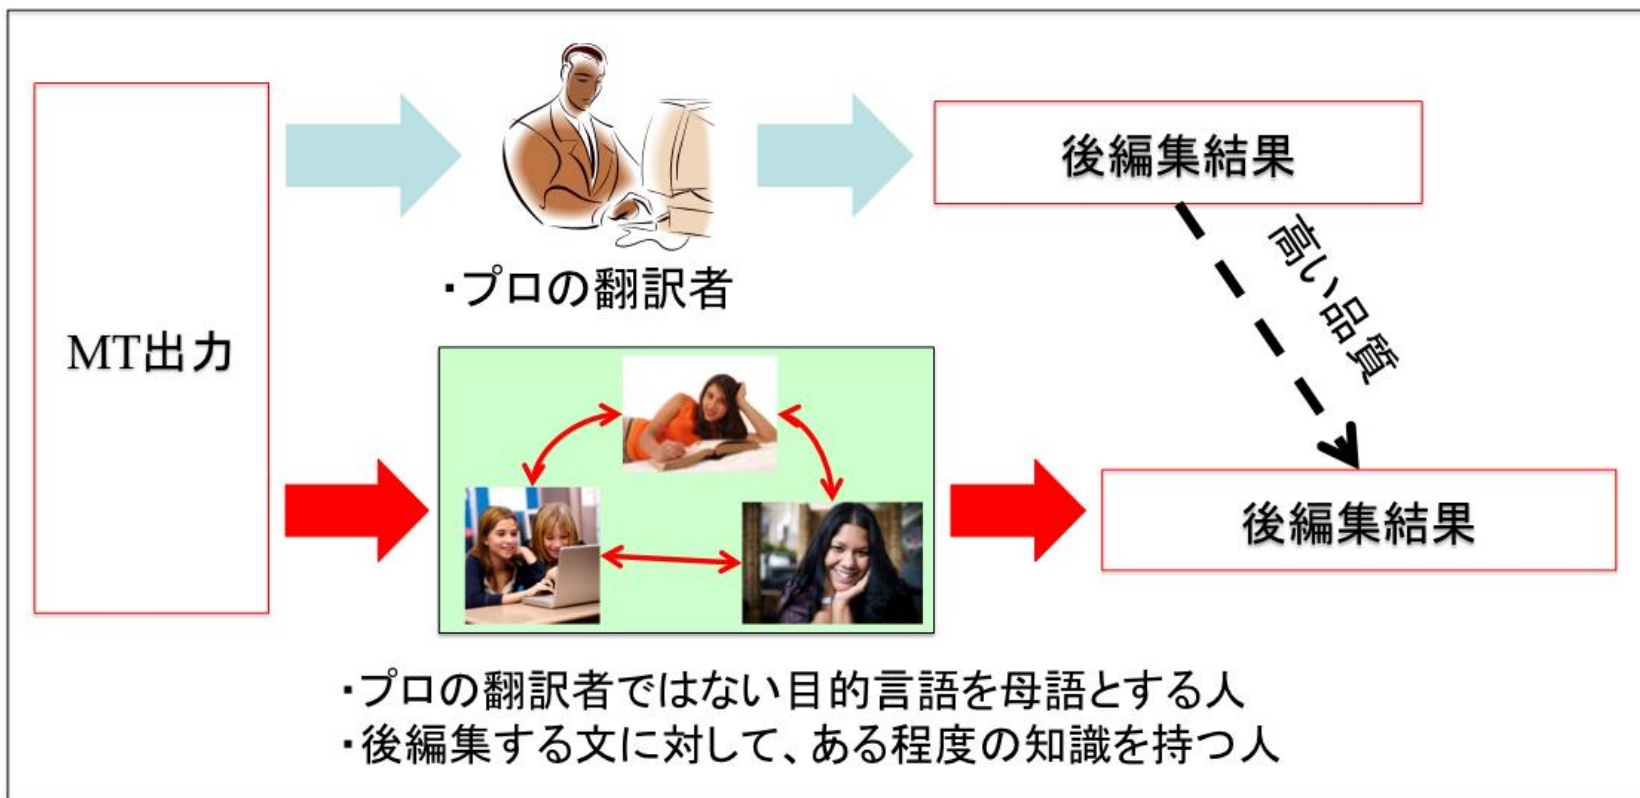 MT出力
・プロの翻訳者
後編集結果
高い品質
後編集結果
・プロの翻訳者ではない目的言語を母語とする人
・後編集する文に対して、ある程度の知識を持つ人